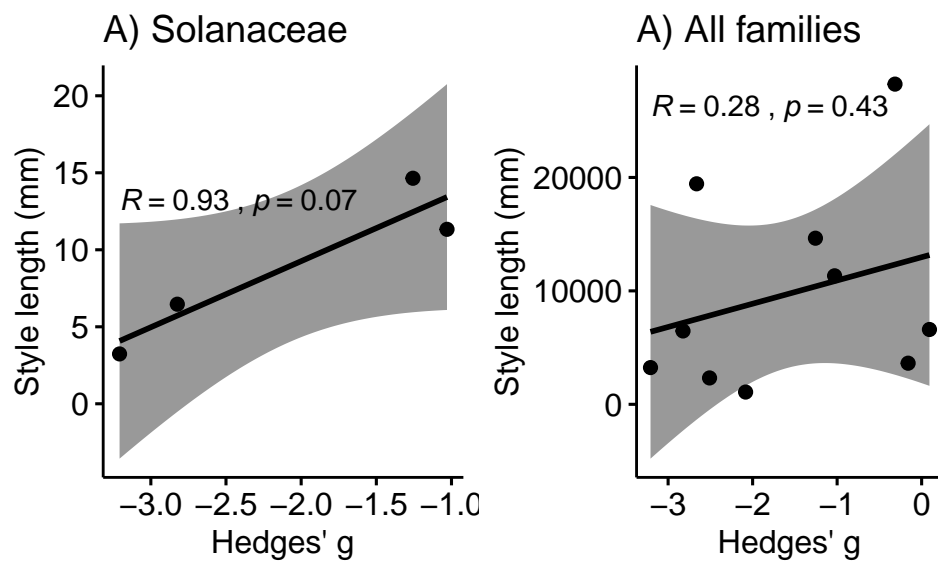 A) Solanaceae
R = 0.93 , p = 0.07
Style length (mm)
20
15
10
5
0
−3.0 −2.5 −2.0 −1.5 −1.0
Hedges' g
A) All families
R = 0.28 , p = 0.43
Style length (mm)
20000
10000
0
−3 −2 −1 0
Hedges' g